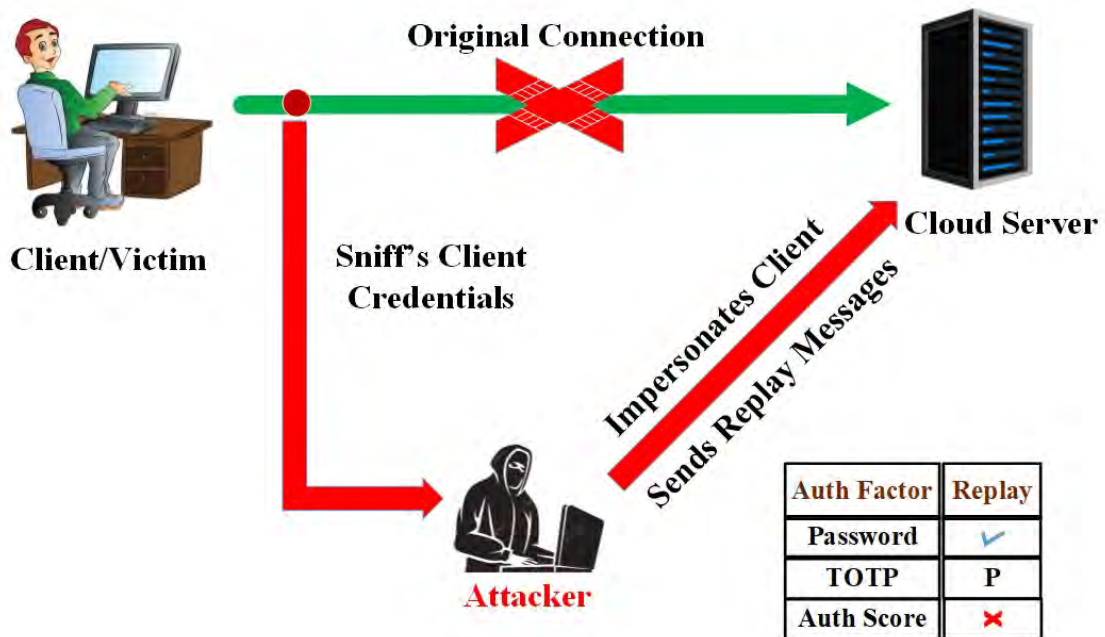 Original Connection
Client/Victim
Sniff's Client
Credentials
Cloud Server
Impersonates Client
Sends Replay Messages
Attacker
Auth Factor Replay
Password ✓
TOTP P
Auth Score ✗